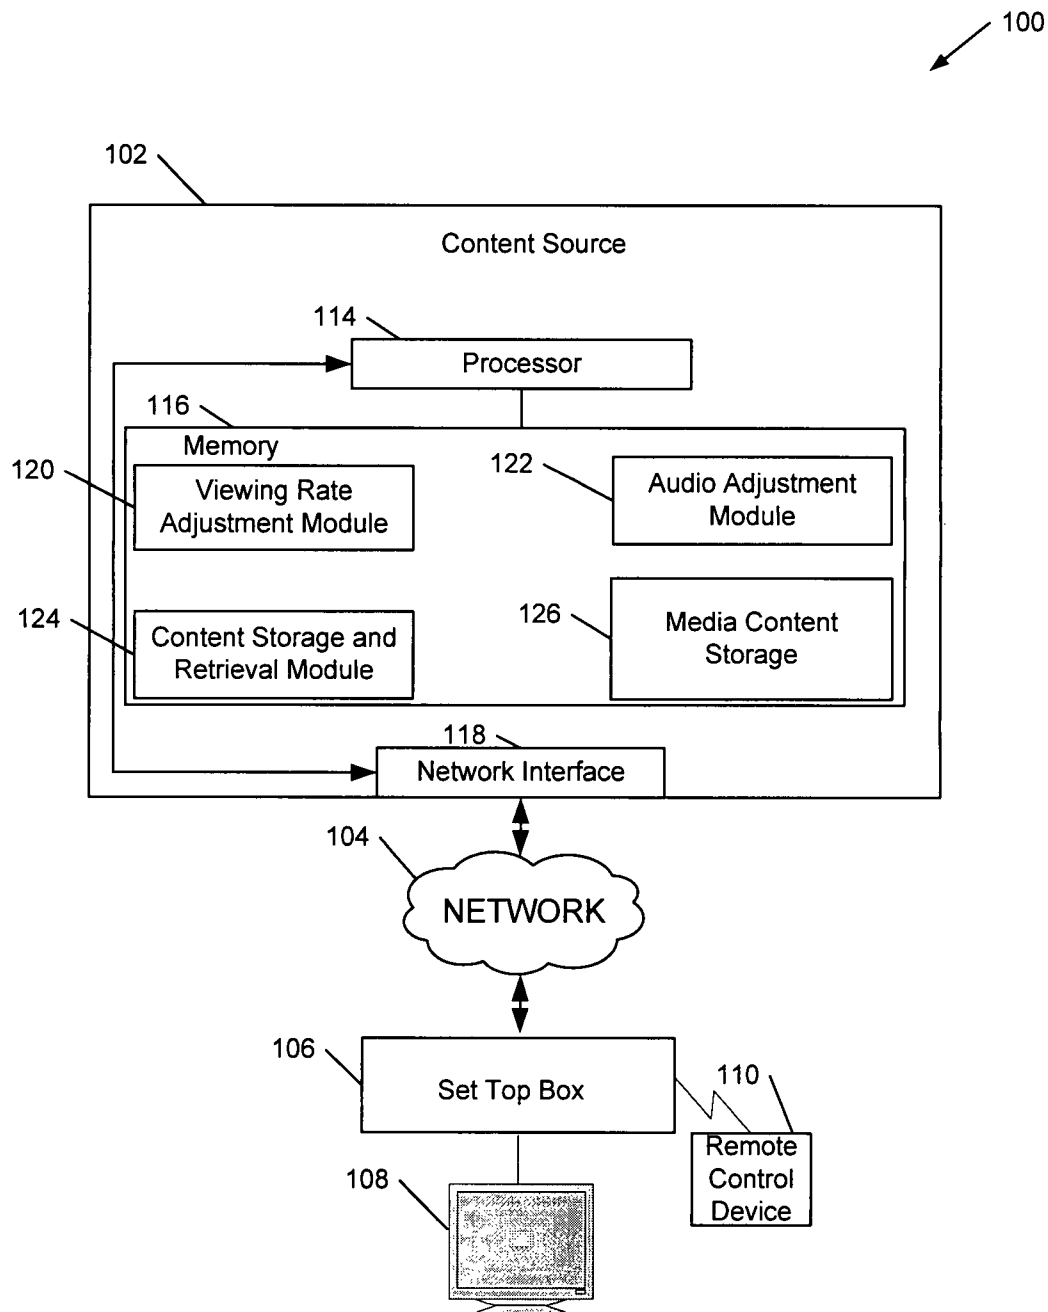 100
102
Content Source
114
Processor
116
Memory
120
Viewing Rate
Adjustment Module
122
Audio Adjustment
Module
124
Content Storage and
Retrieval Module
126
Media Content
Storage
118
Network Interface
104
NETWORK
106
Set Top Box
110
Remote
Control
Device
108